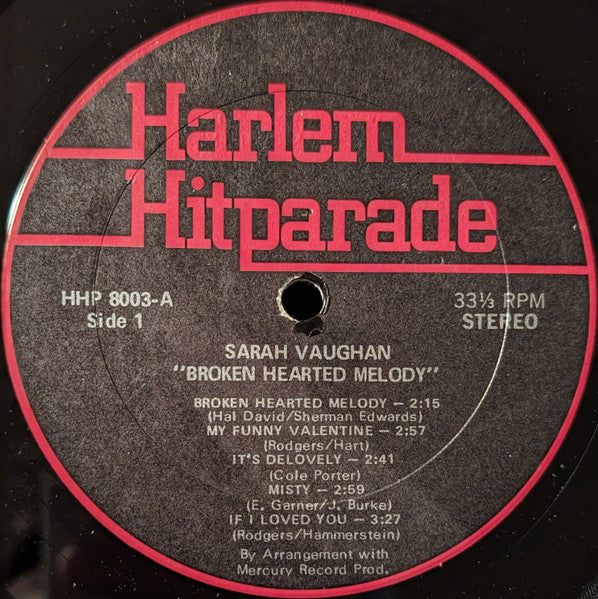 Harlem
Hitparade
HHP 8003-A
Side 1
33⅓ RPM
STEREO
SARAH VAUGHAN
"BROKEN HEARTED MELODY"
BROKEN HEARTED MELODY — 2:15
(Hal David/Sherman Edwards)
MY FUNNY VALENTINE — 2:57
(Rodgers/Hart)
IT'S DELOVELY — 2:41
(Cole Porter)
MISTY — 2:59
(E. Garner/J. Burke)
IF I LOVED YOU — 3:27
(Rodgers/Hammerstein)
By Arrangement with
Mercury Record Prod.